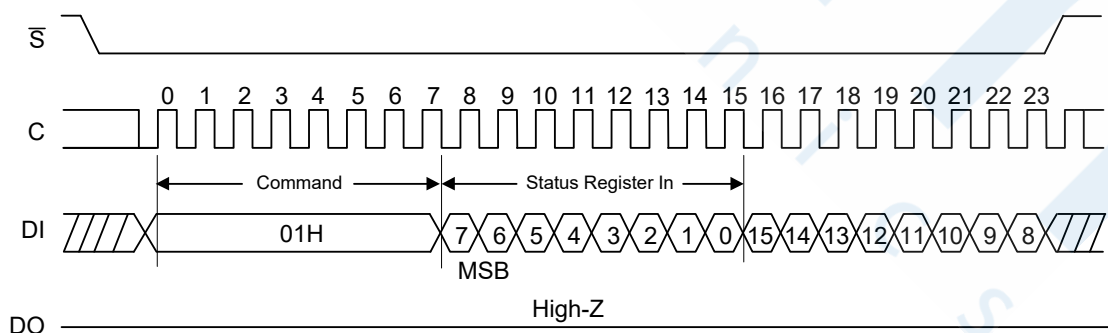 S
0 1 2 3 4 5 6 7 8 9 10 11 12 13 14 15 16 17 18 19 20 21 22 23
C
Command Status Register In
DI 01H 7 6 5 4 3 2 1 0 15 14 13 12 11 10 9 8
MSB
High-Z
DO